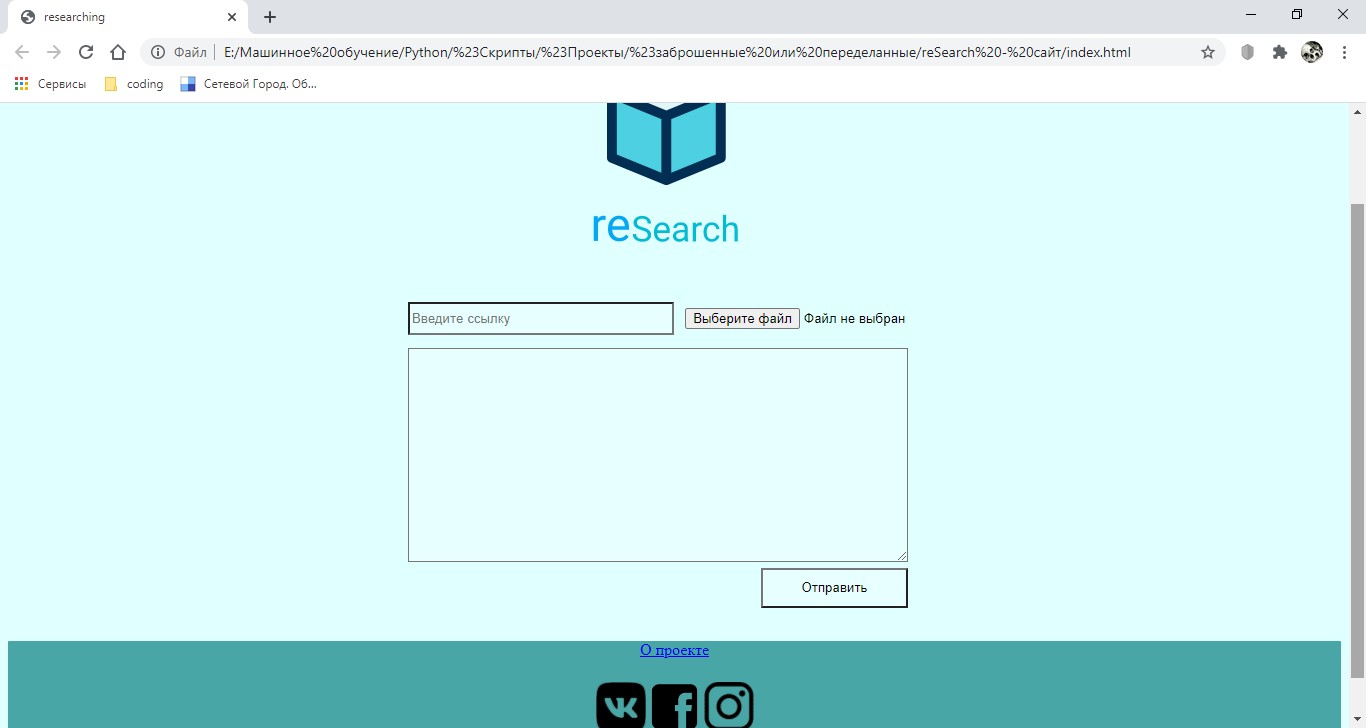 researching
Файл
E:/Машинное%20обучение/Python/%23Скрипты/%23Проекты/%23заброшенные%20или%20переделанные/reSearch%20-%20сайт/index.html
Сервисы
coding
Сетевой Город. Об...
reSearch
Введите ссылку
Выберите файл
Файл не выбран
Отправить
О проекте